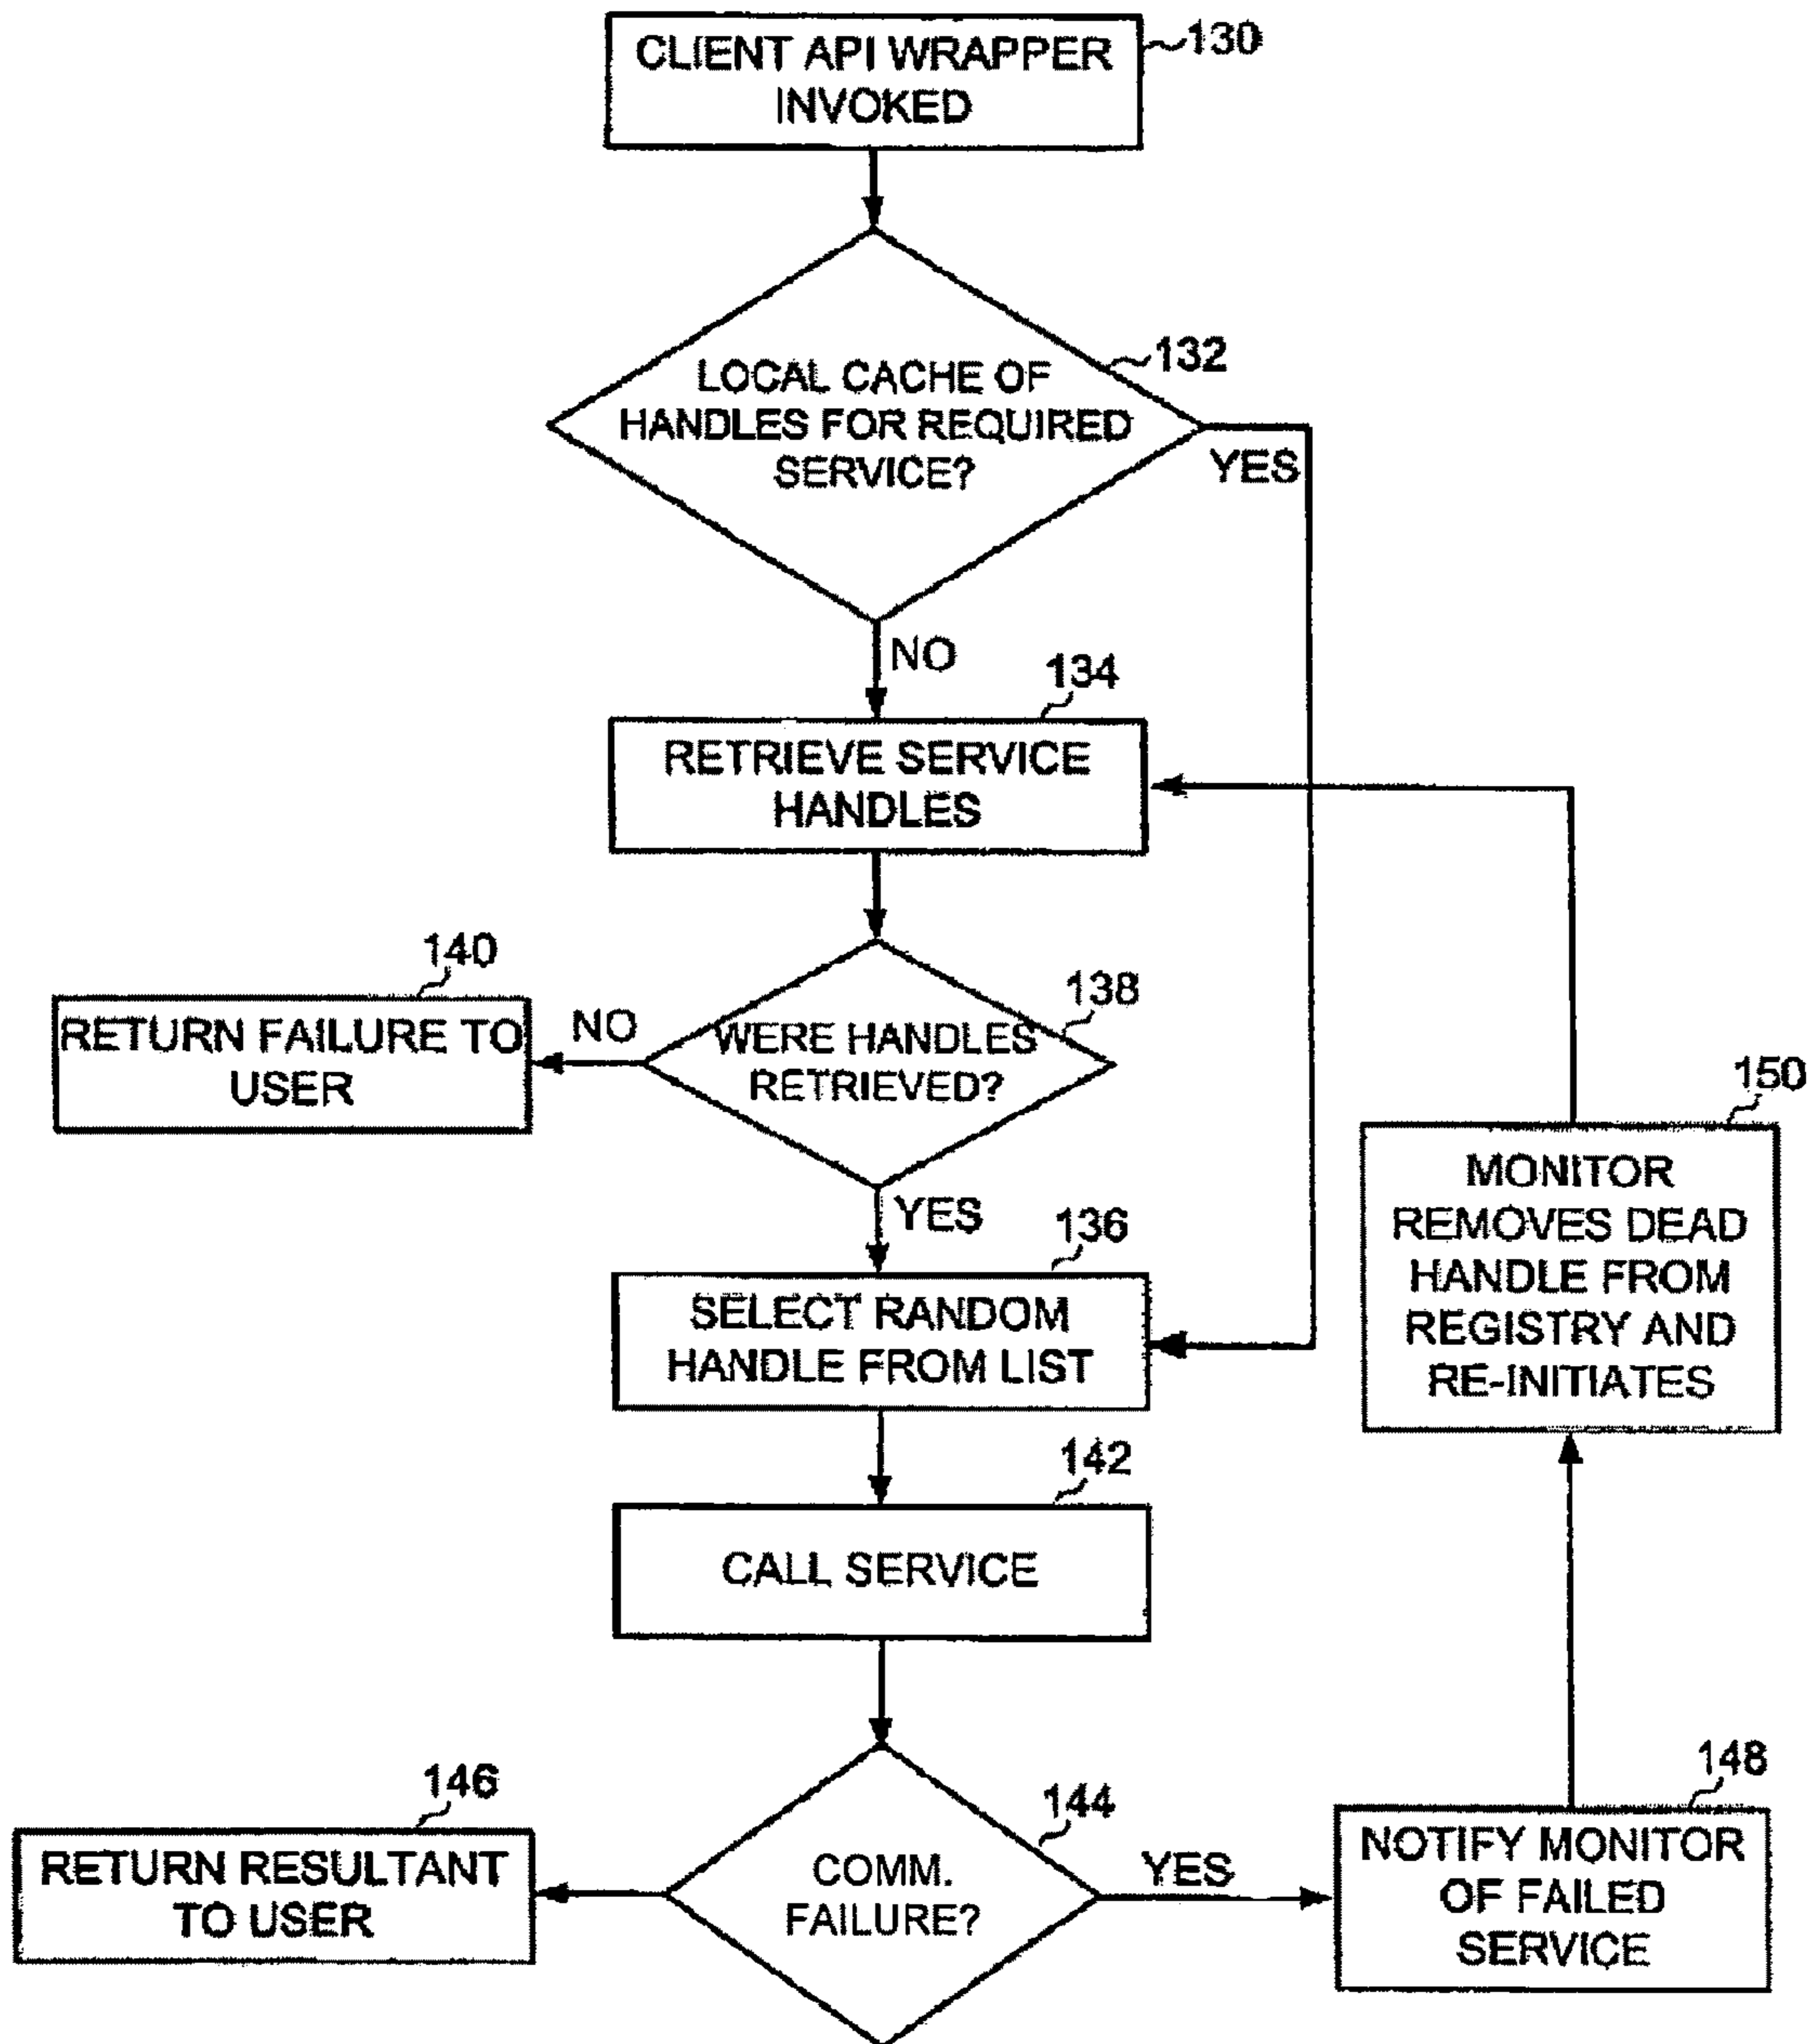 CLIENT API WRAPPER
INVOKED
130
LOCAL CACHE OF
HANDLES FOR REQUIRED
SERVICE?
132
YES
NO
134
RETRIEVE SERVICE
HANDLES
140
RETURN FAILURE TO
USER
NO
138
WERE HANDLES
RETRIEVED?
YES
136
SELECT RANDOM
HANDLE FROM LIST
150
MONITOR
REMOVES DEAD
HANDLE FROM
REGISTRY AND
RE-INITIATES
142
CALL SERVICE
146
RETURN RESULTANT
TO USER
144
COMM.
FAILURE?
YES
148
NOTIFY MONITOR
OF FAILED
SERVICE